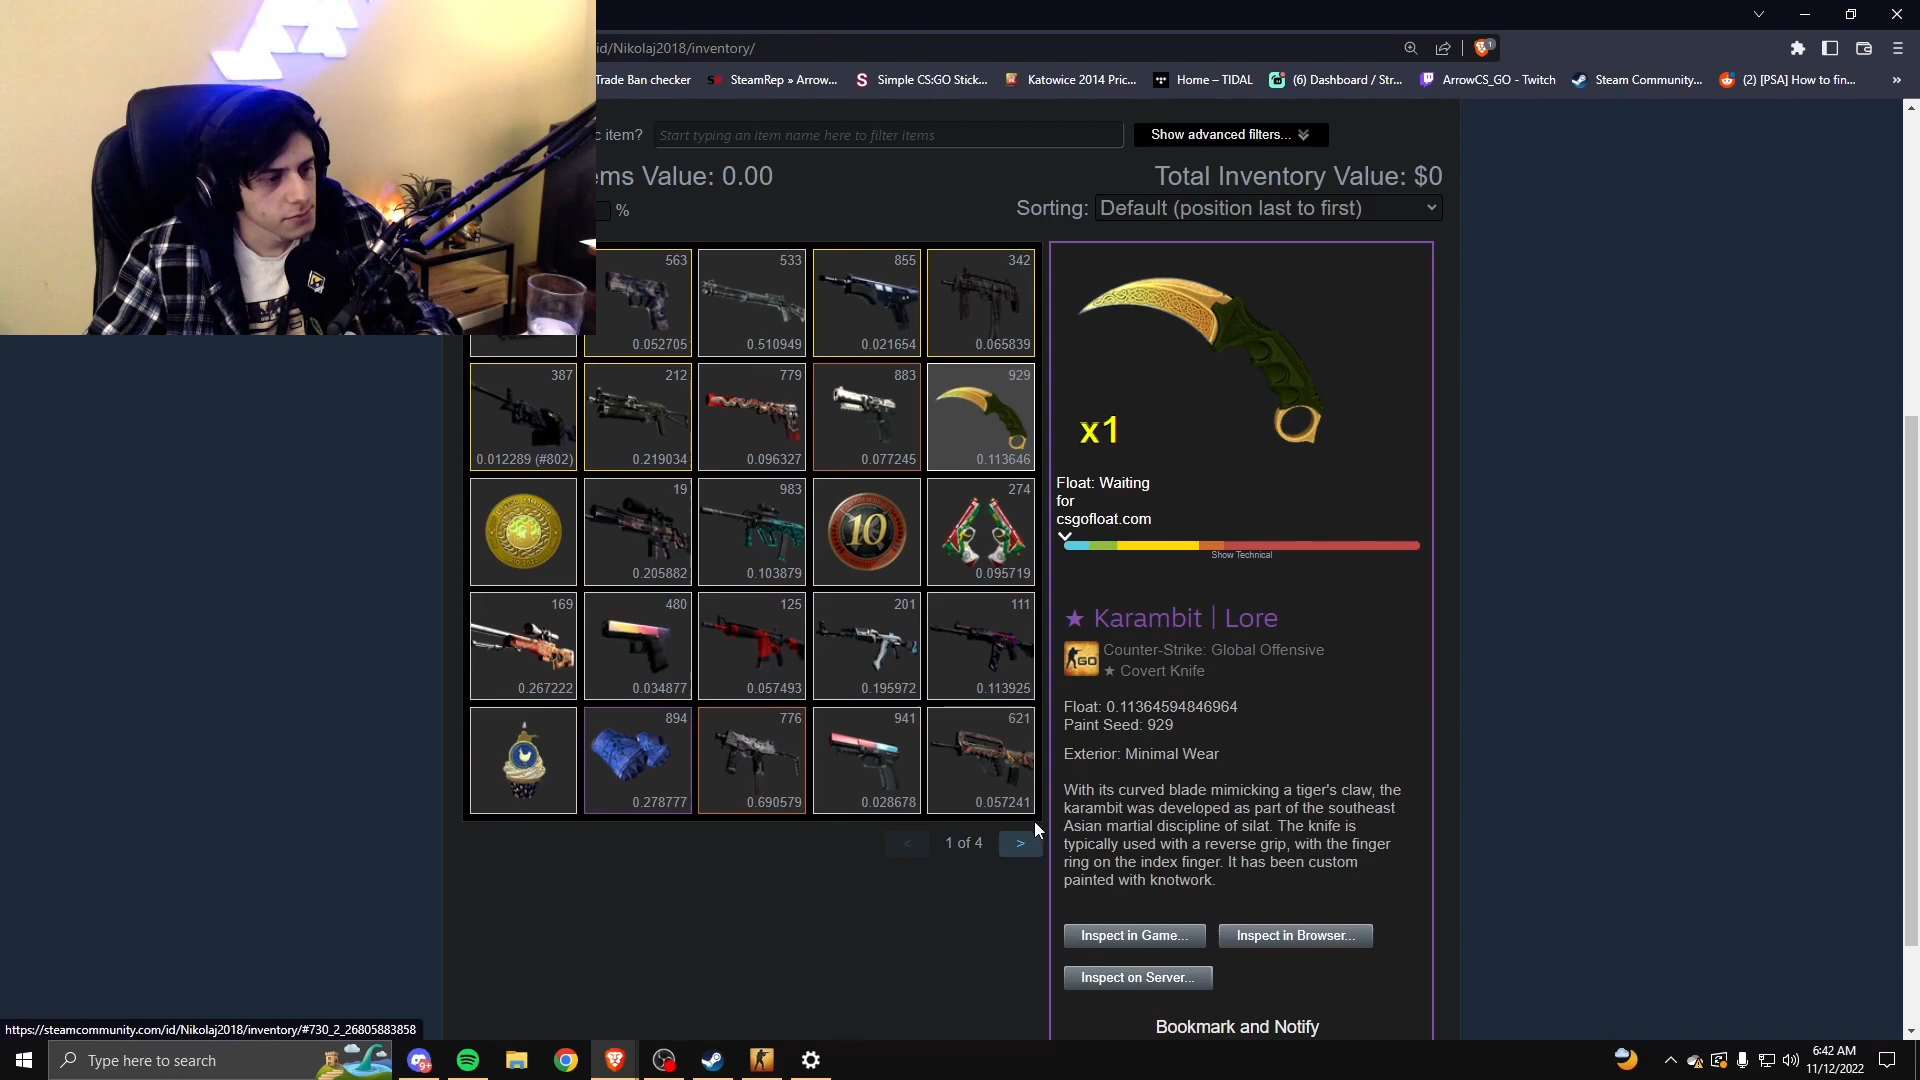 id/Nikolaj2018/inventory/
Trade Ban checker
SteamRep » Arrow...
Simple CS:GO Stick...
Katowice 2014 Pric...
Home – TIDAL
(6) Dashboard / Str...
ArrowCS_GO - Twitch
Steam Community...
(2) [PSA] How to fin...
»
c item?
Start typing an item name here to filter items
Show advanced filters...
ms Value: 0.00
Total Inventory Value: $0
%
Sorting:
Default (position last to first)
563
533
855
342
0.052705
0.510949
0.021654
0.065839
387
212
779
883
929
0.012289 (#802)
0.219034
0.096327
0.077245
0.113646
19
983
10
274
0.205882
0.103879
0.095719
169
480
125
201
111
0.267222
0.034877
0.057493
0.195972
0.113925
894
776
941
621
0.278777
0.690579
0.028678
0.057241
<
1 of 4
>
x1
Float: Waiting
for
csgofloat.com
Show Technical
★ Karambit | Lore
GO
Counter-Strike: Global Offensive
★ Covert Knife
Float: 0.11364594846964
Paint Seed: 929
Exterior: Minimal Wear
With its curved blade mimicking a tiger's claw, the
karambit was developed as part of the southeast
Asian martial discipline of silat. The knife is
typically used with a reverse grip, with the finger
ring on the index finger. It has been custom
painted with knotwork.
Inspect in Game...
Inspect in Browser...
Inspect on Server...
Bookmark and Notify
https://steamcommunity.com/id/Nikolaj2018/inventory/#730_2_26805883858
Type here to search
9+
6:42 AM
11/12/2022